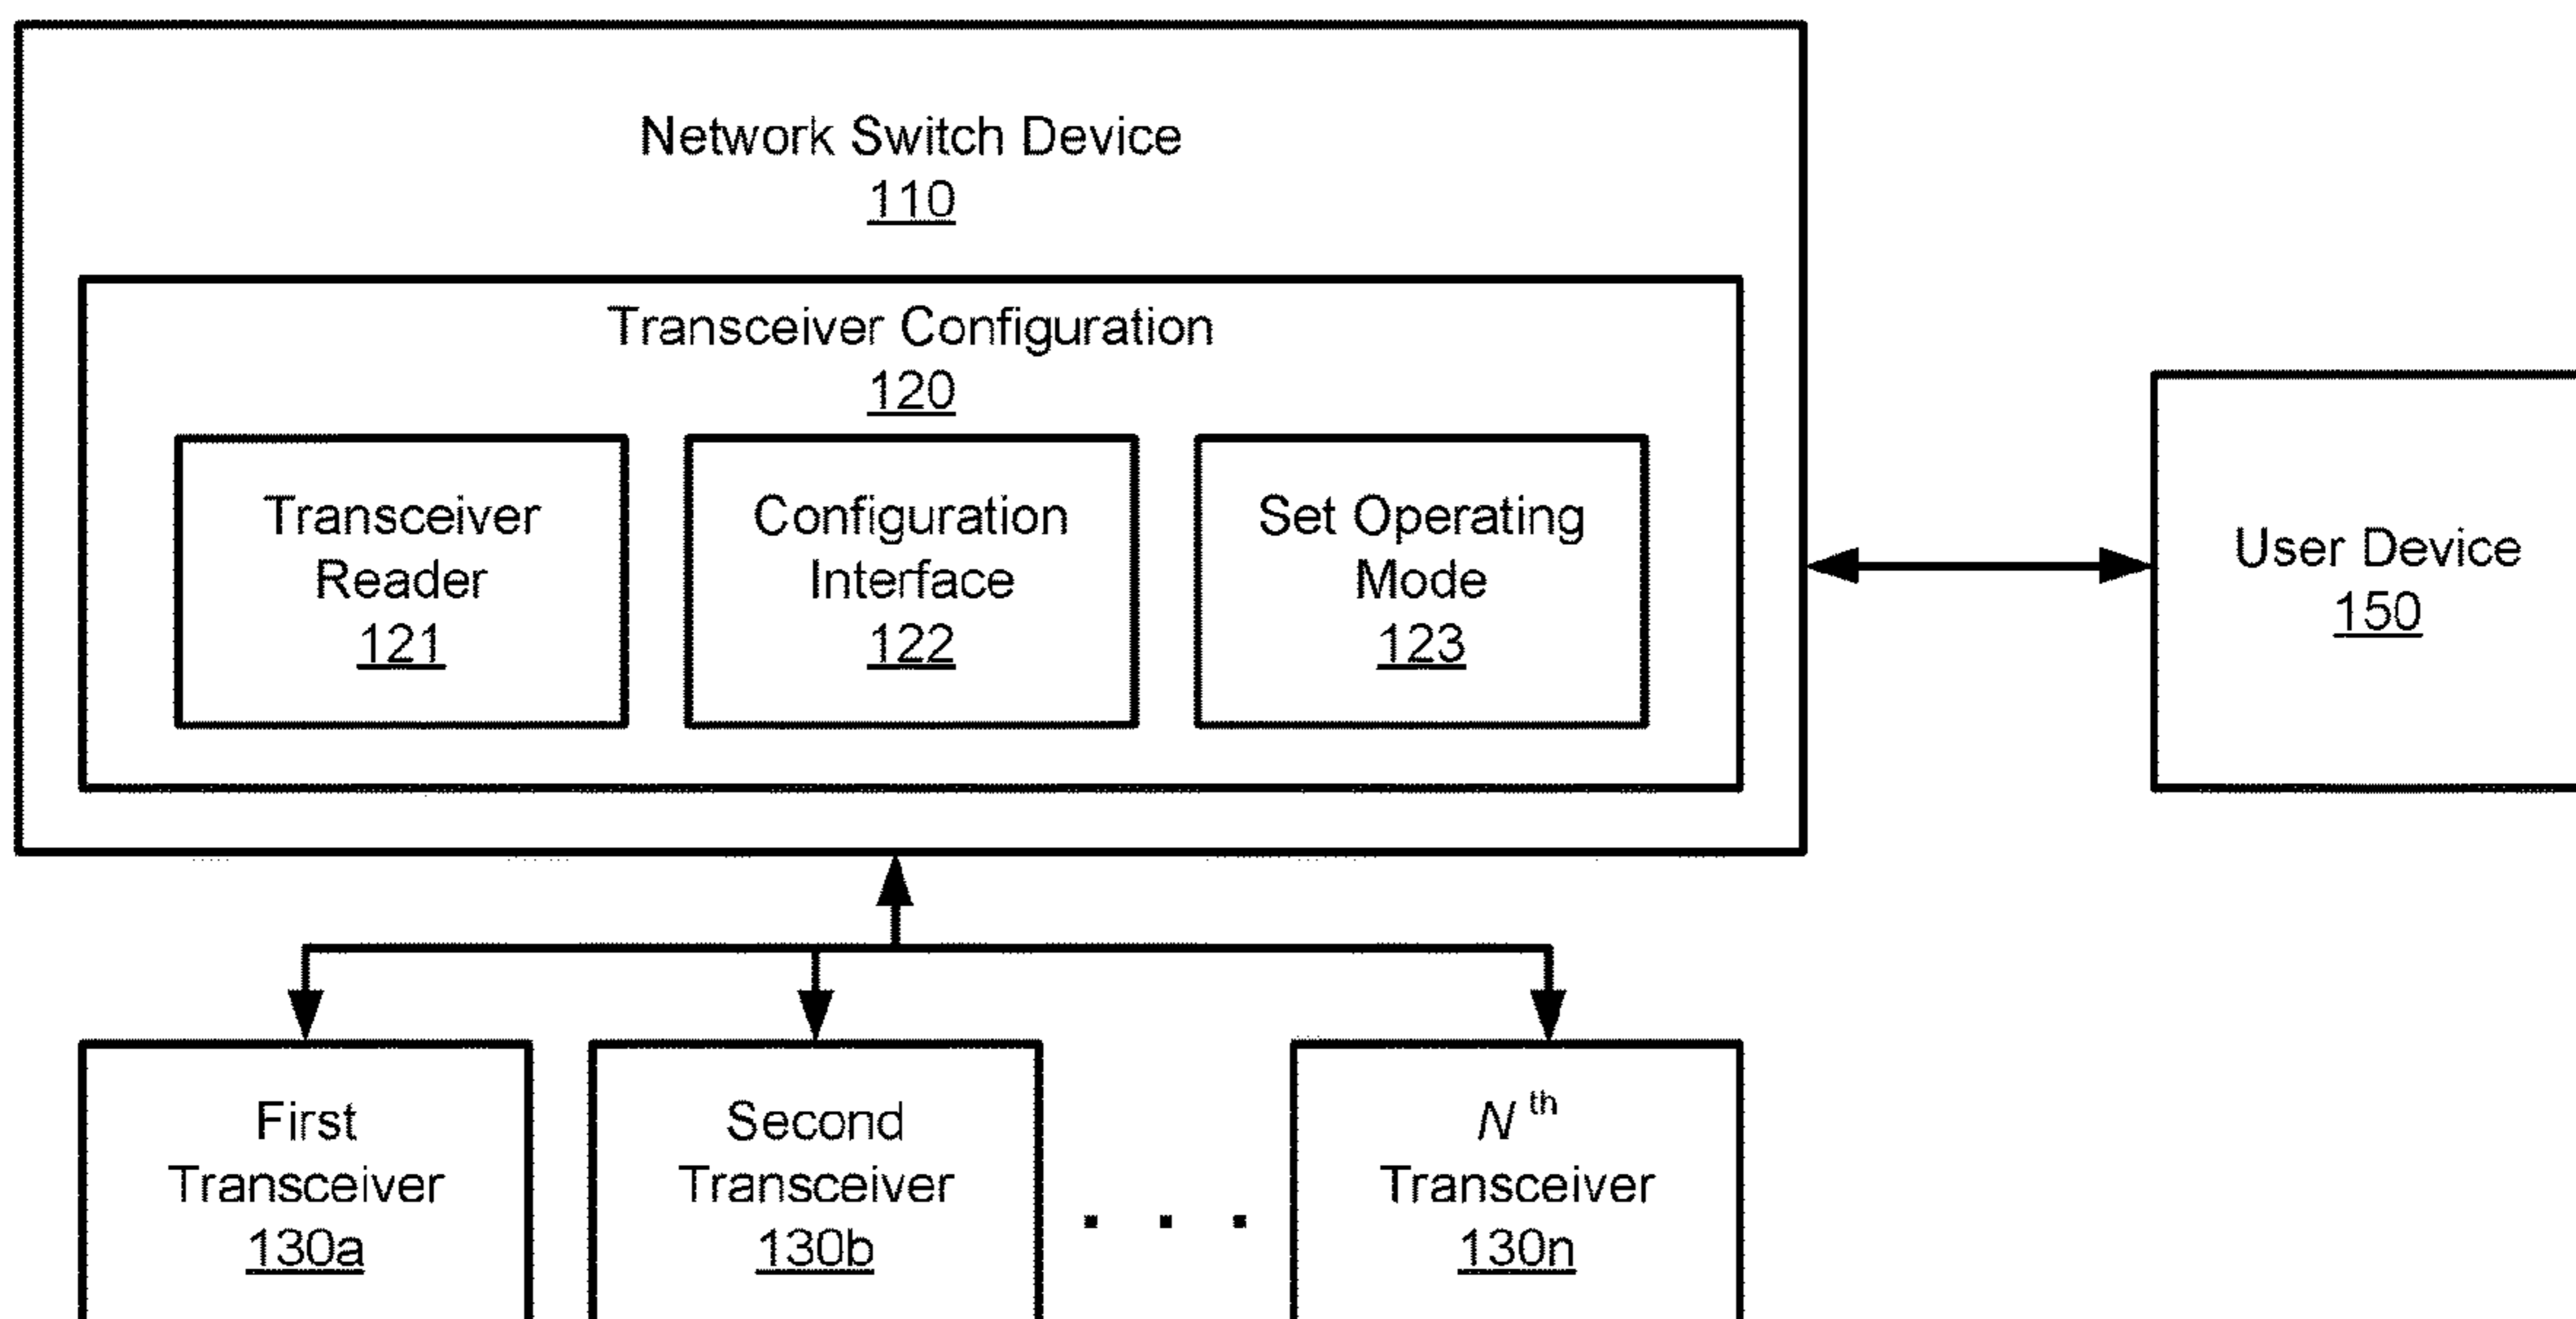 Network Switch Device
110
Transceiver Configuration
120
Transceiver
Reader
121
Configuration
Interface
122
Set Operating
Mode
123
User Device
150
First
Transceiver
130a
Second
Transceiver
130b
. . .
N th
Transceiver
130n